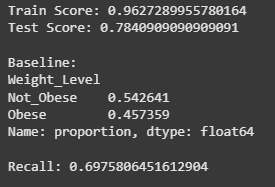 Train Score: 0.9627289955780164
Test Score: 0.7840909090909091
Baseline:
Weight_Level
Not_Obese    0.542641
Obese        0.457359
Name: proportion, dtype: float64
Recall: 0.6975806451612904